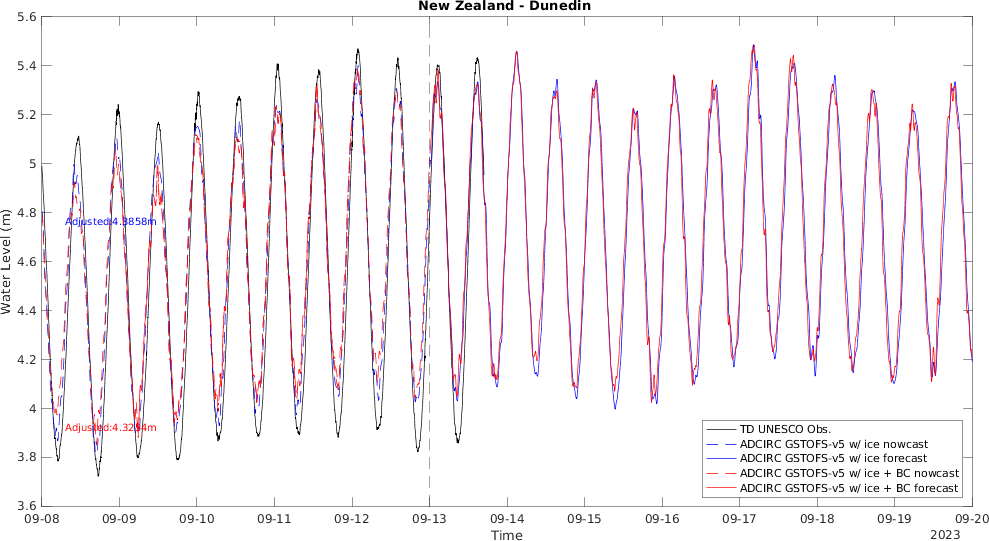 New Zealand - Dunedin
5.6
5.4
5.2
5
4.8
4.6
4.4
4.2
4
3.8
3.6
Water Level (m)
Adjusted:4.3858m
Adjusted:4.3254m
TD UNESCO Obs.
ADCIRC GSTOFS-v5 w/ ice nowcast
ADCIRC GSTOFS-v5 w/ ice forecast
ADCIRC GSTOFS-v5 w/ ice + BC nowcast
ADCIRC GSTOFS-v5 w/ ice + BC forecast
09-08 09-09 09-10 09-11 09-12 09-13 09-14 09-15 09-16 09-17 09-18 09-19 09-20
Time
2023